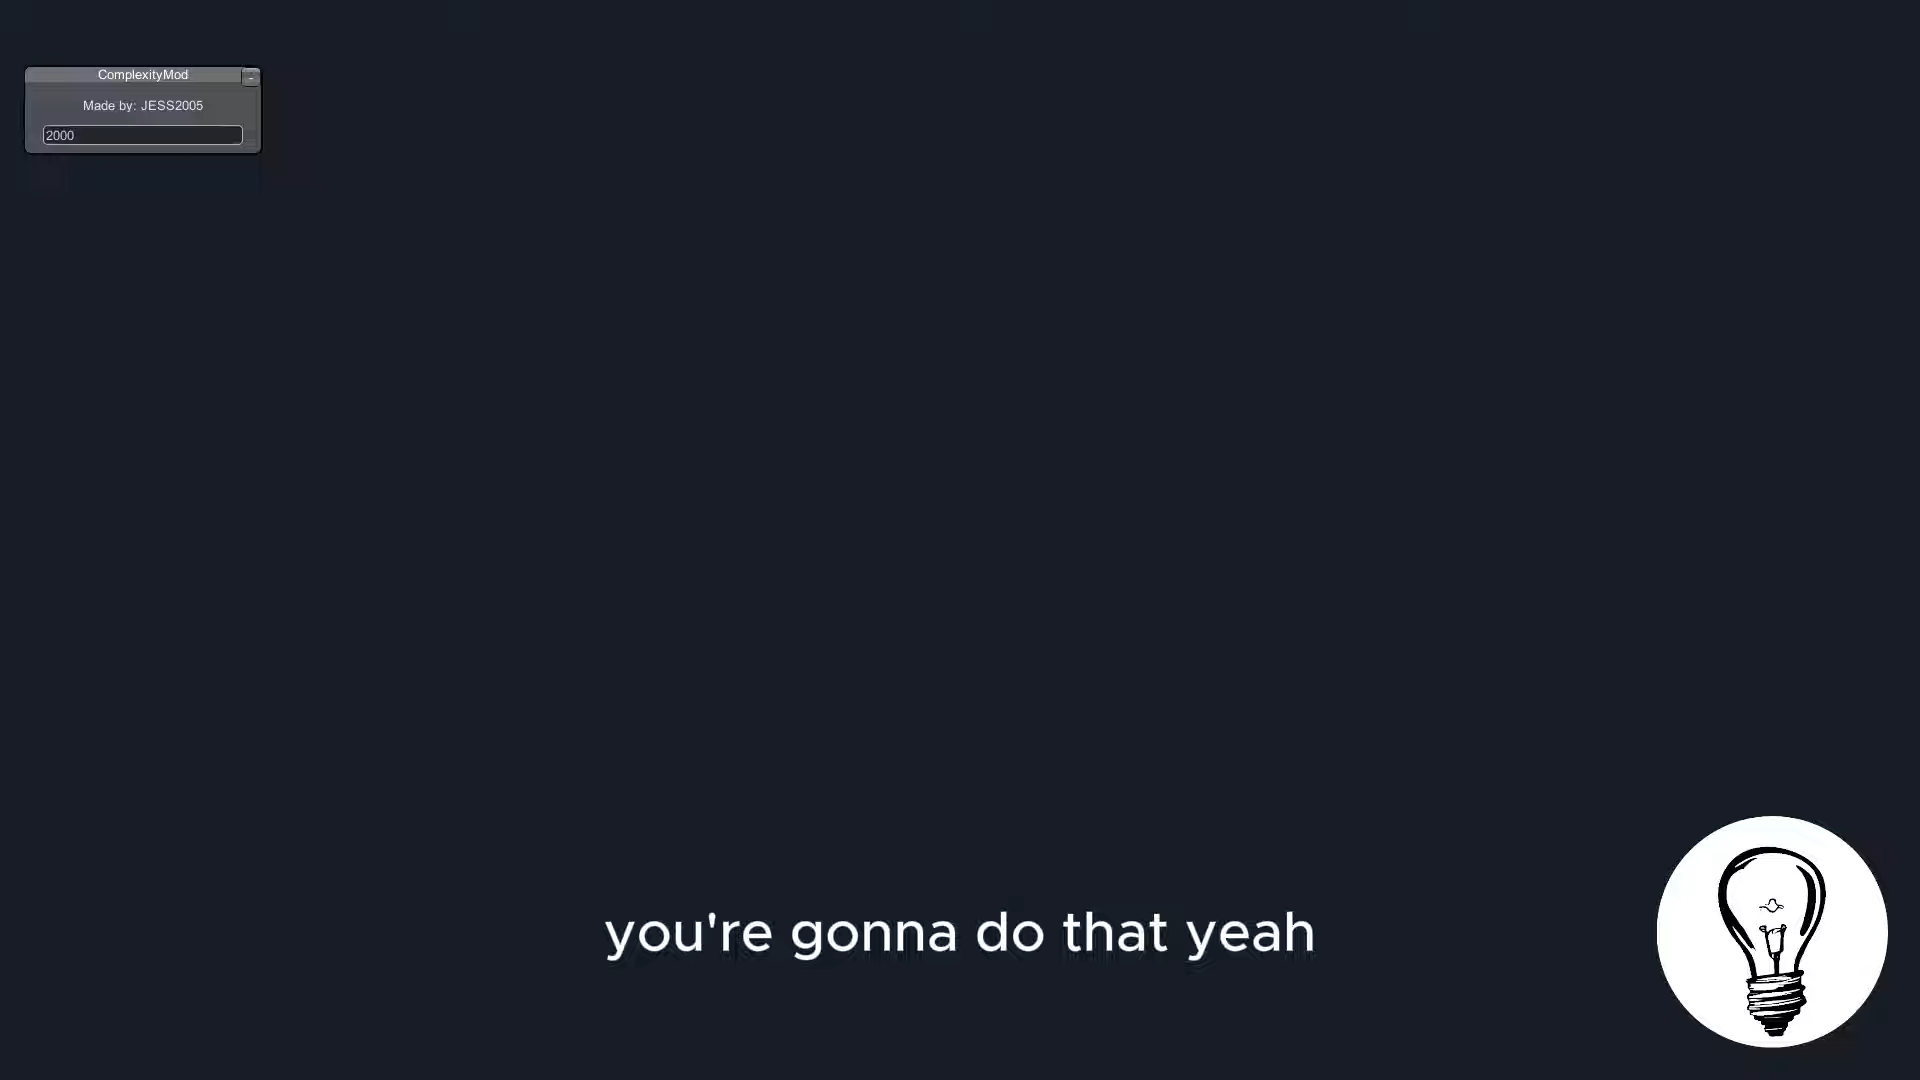 ComplexityMod
-
Made by: JESS2005
2000
you're gonna do that yeah